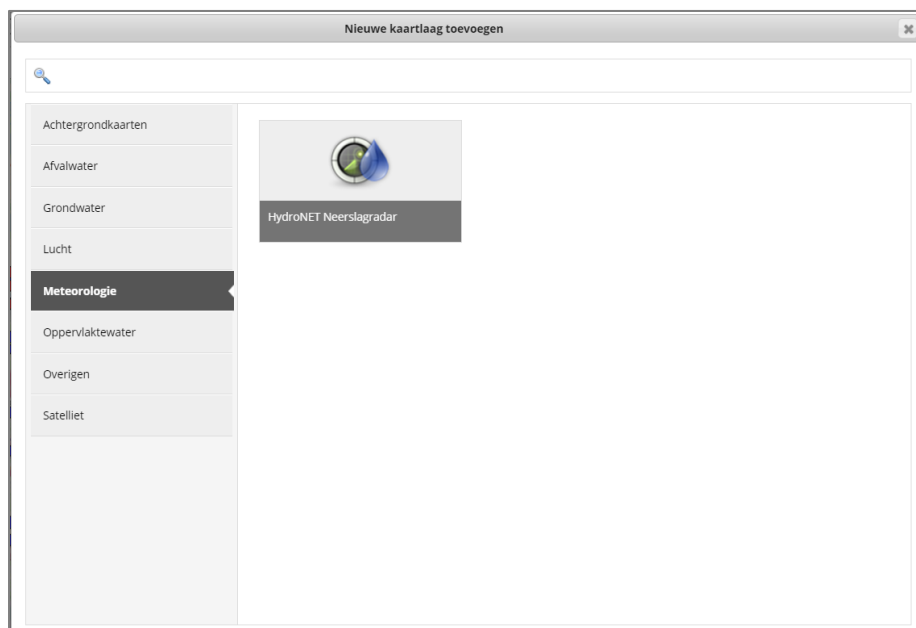 Nieuwe kaartlaag toevoegen
Achtergrondkaarten
Afvalwater
Grondwater
Lucht
Meteorologie
Oppervlaktewater
Overigen
Satelliet
HydroNET Neerslagradar